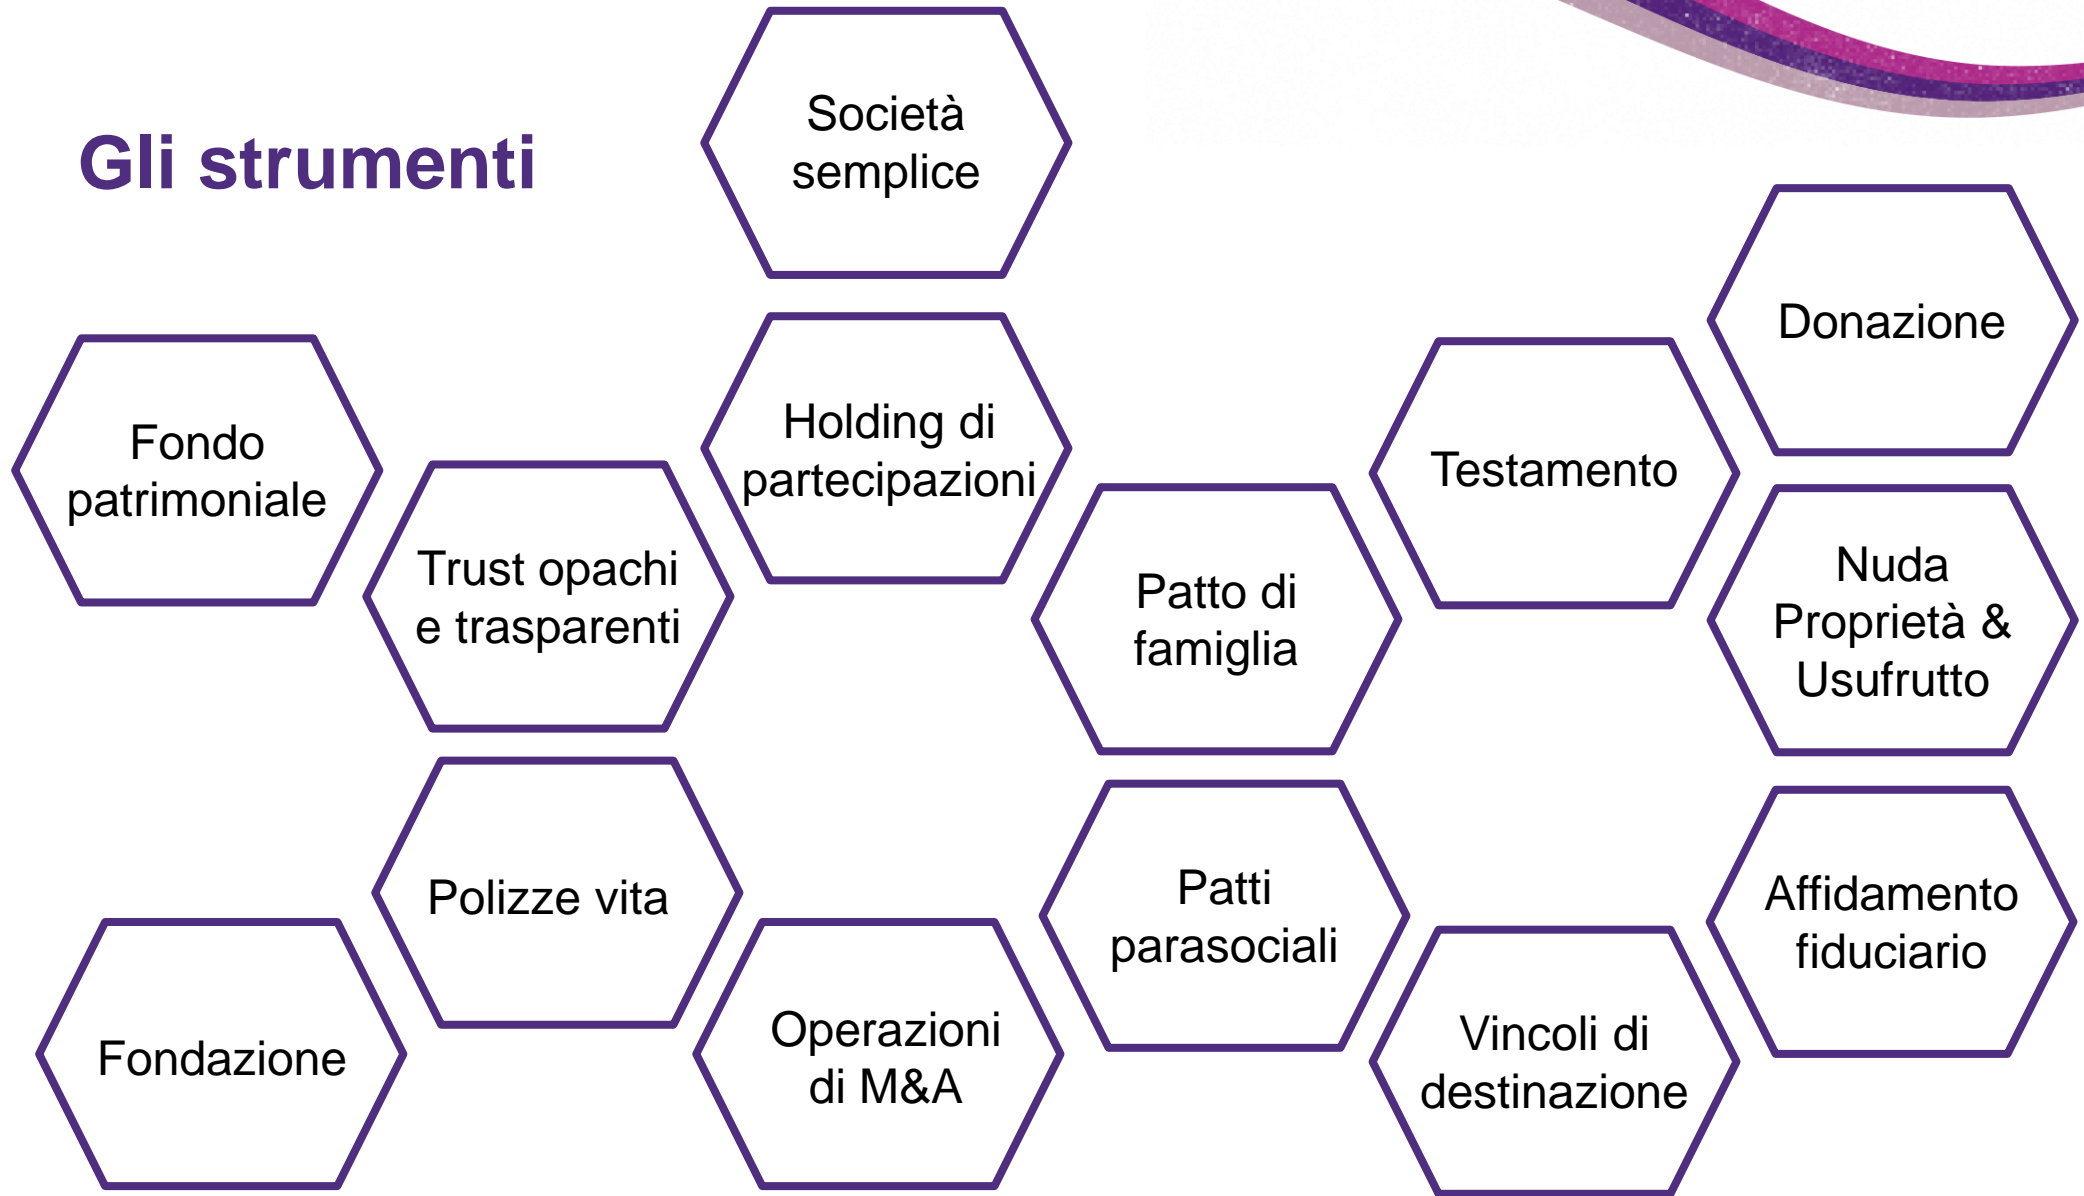 Gli strumenti
Società
semplice
Donazione
Fondo
patrimoniale
Holding di
partecipazioni
Testamento
Trust opachi
e trasparenti
Patto di
famiglia
Nuda
Proprietà &
Usufrutto
Polizze vita
Patti
parasociali
Affidamento
fiduciario
Fondazione
Operazioni
di M&A
Vincoli di
destinazione